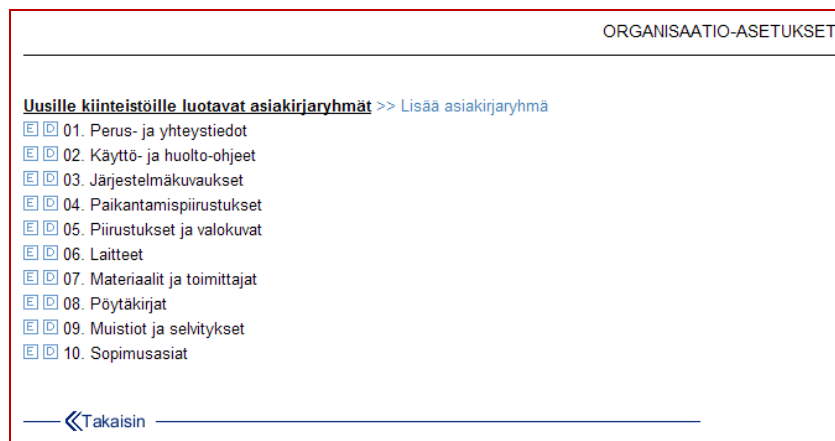 ORGANISAATIO-ASETUKSET
Uusille kiinteistöille luotavat asiakirjaryhmät >> Lisää asiakirjaryhmä
E D 01. Perus- ja yhteystiedot
E D 02. Käyttö- ja huolto-ohjeet
E D 03. Järjestelmäkuvaukset
E D 04. Paikantamispiirustukset
E D 05. Piirustukset ja valokuvat
E D 06. Laitteet
E D 07. Materiaalit ja toimittajat
E D 08. Pöytäkirjat
E D 09. Muistiot ja selvitykset
E D 10. Sopimusasiat
Takaisin